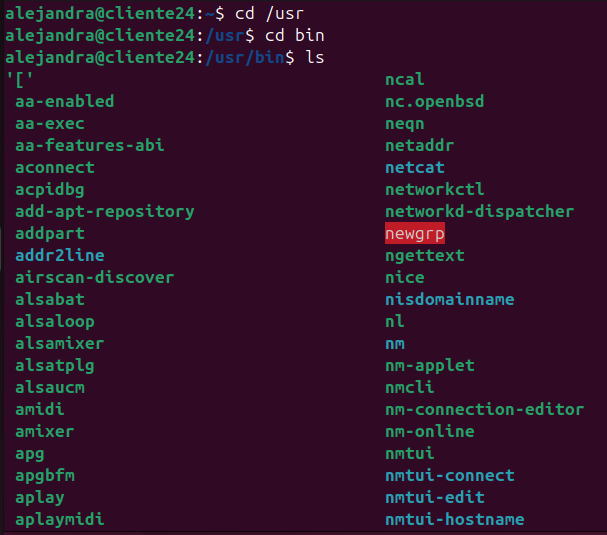 alejandra@cliente24:~$ cd /usr
alejandra@cliente24:/usr$ cd bin
alejandra@cliente24:/usr/bin$ ls
'[' ncal
aa-enabled nc.openbsd
aa-exec neqn
aa-features-abi netaddr
aconnect netcat
acpidbg networkctl
add-apt-repository networkd-dispatcher
addpart newgrp
addr2line ngettext
airscan-discover nice
alsabat nisdomainname
alsaloop nl
alsamixer nm
alsatplg nm-applet
alsaucm nmcli
amidi nm-connection-editor
amixer nm-online
apg nmtui
apgbfm nmtui-connect
aplay nmtui-edit
aplaymidi nmtui-hostname